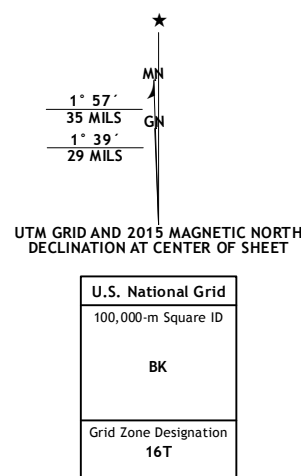 ★
MN
1° 57´
35 MILS
GN
1° 39´
29 MILS
UTM GRID AND 2015 MAGNETIC NORTH
DECLINATION AT CENTER OF SHEET
U.S. National Grid
100,000-m Square ID
BK
Grid Zone Designation
16T